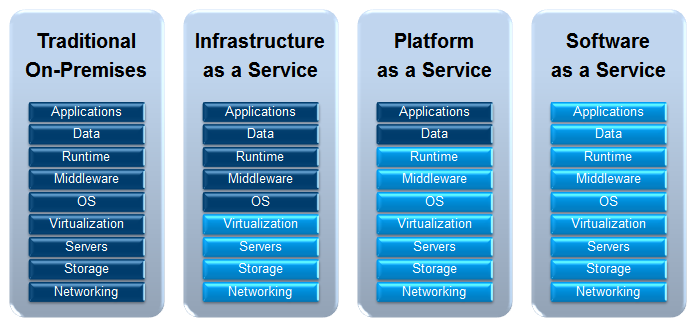 Traditional
On-Premises
Applications
Data
Runtime
Middleware
OS
Virtualization
Servers
Storage
Networking
Infrastructure
as a Service
Applications
Data
Runtime
Middleware
OS
Virtualization
Servers
Storage
Networking
Platform
as a Service
Applications
Data
Runtime
Middleware
OS
Virtualization
Servers
Storage
Networking
Software
as a Service
Applications
Data
Runtime
Middleware
OS
Virtualization
Servers
Storage
Networking